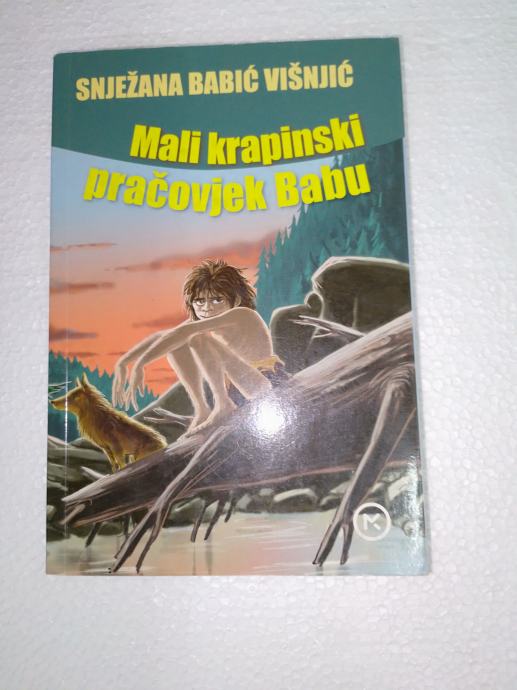 SNJEŽANA BABIĆ VIŠNJIĆ
Mali krapinski
pračovjek Babu